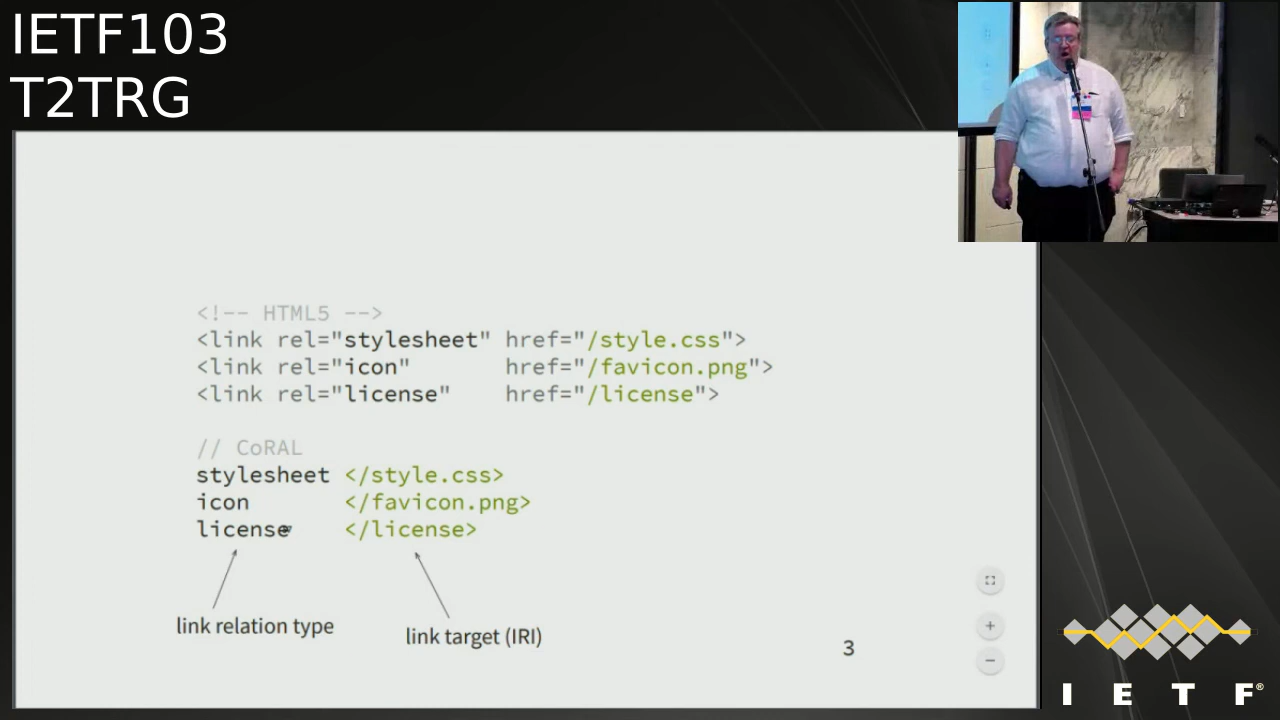 IETF103
T2TRG
<!-- HTML5 -->
<link rel="stylesheet" href="/style.css">
<link rel="icon" href="/favicon.png">
<link rel="license" href="/license">
// CoRAL
stylesheet </style.css>
icon </favicon.png>
license </license>
link relation type
link target (IRI)
3
+
−
I E T F®